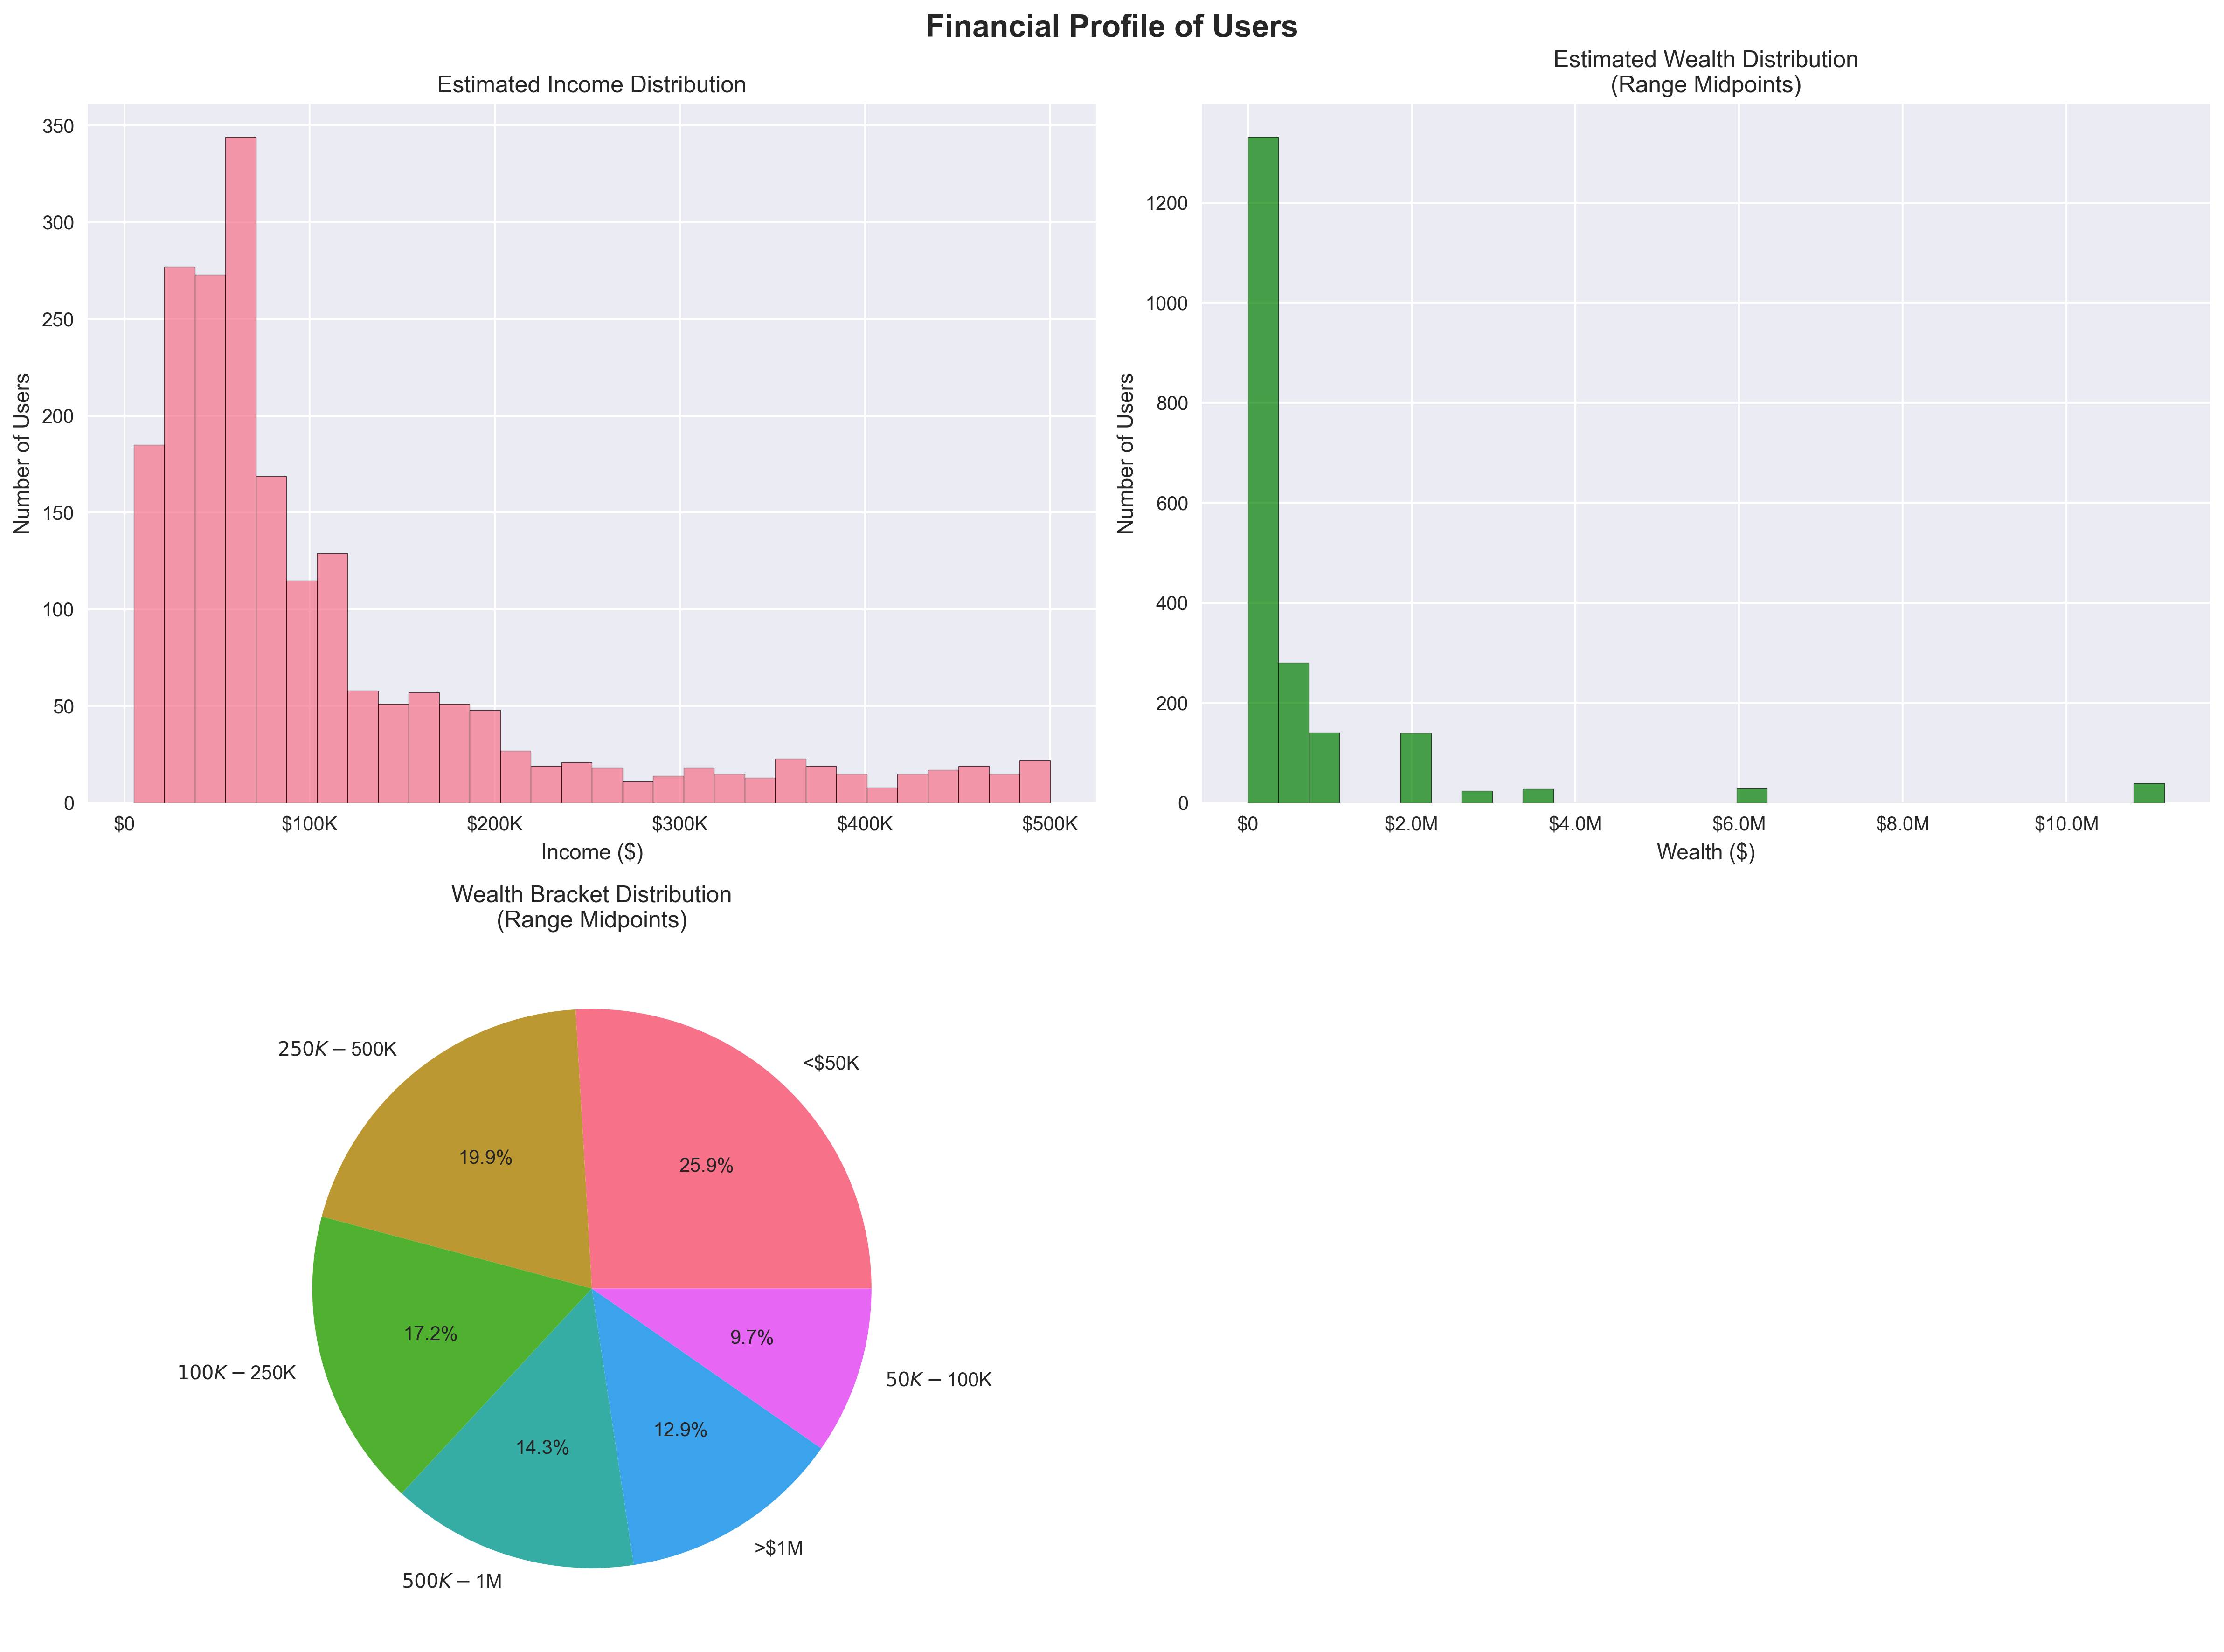 Financial Profile of Users
Estimated Income Distribution
350
300
250
200
150
100
50
0
Number of Users
$0
$100K
$200K
$300K
$400K
$500K
Income ($)
Estimated Wealth Distribution
(Range Midpoints)
1200
1000
800
600
400
200
0
Number of Users
$0
$2.0M
$4.0M
$6.0M
$8.0M
$10.0M
Wealth ($)
Wealth Bracket Distribution
(Range Midpoints)
<$50K
25.9%
250K − 500K
19.9%
100K − 250K
17.2%
500K − 1M
14.3%
>$1M
12.9%
50K − 100K
9.7%